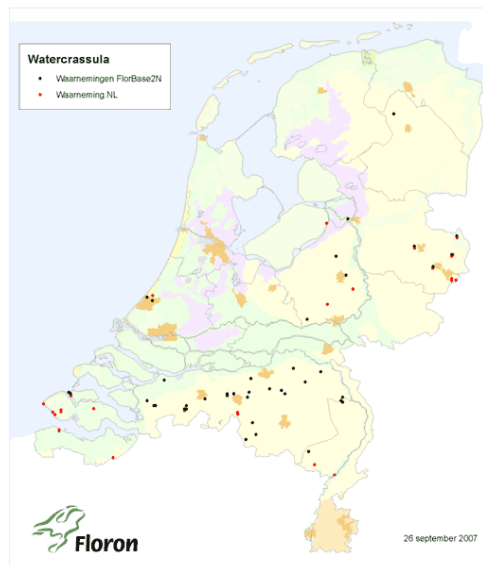 Watercrassula
Waarnemingen FlorBase2N
Waarneming.NL
Floron
26 september 2007